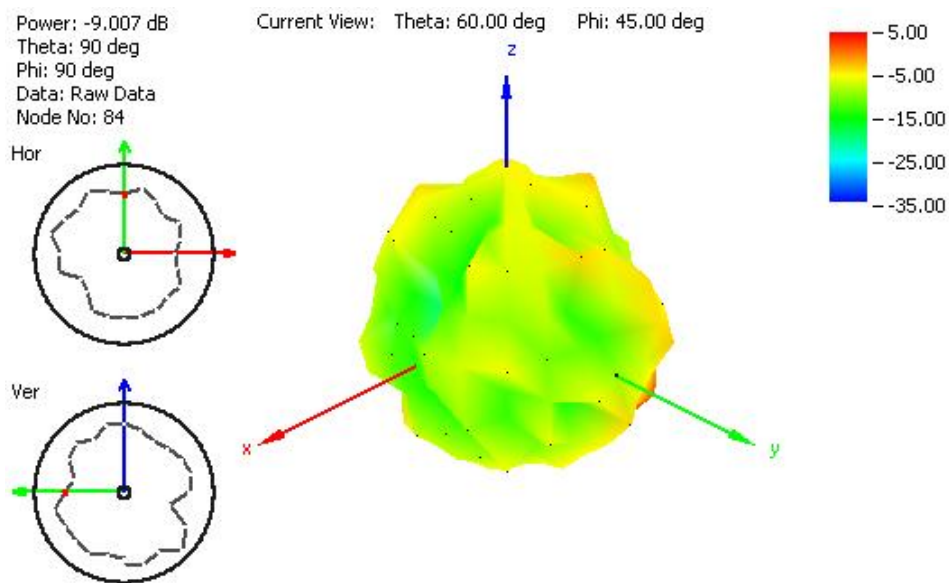 Power: -9.007 dB
Theta: 90 deg
Phi: 90 deg
Data: Raw Data
Node No: 84
Current View: Theta: 60.00 deg Phi: 45.00 deg
z
5.00
-5.00
-15.00
-25.00
-35.00
Hor
Ver
x
y